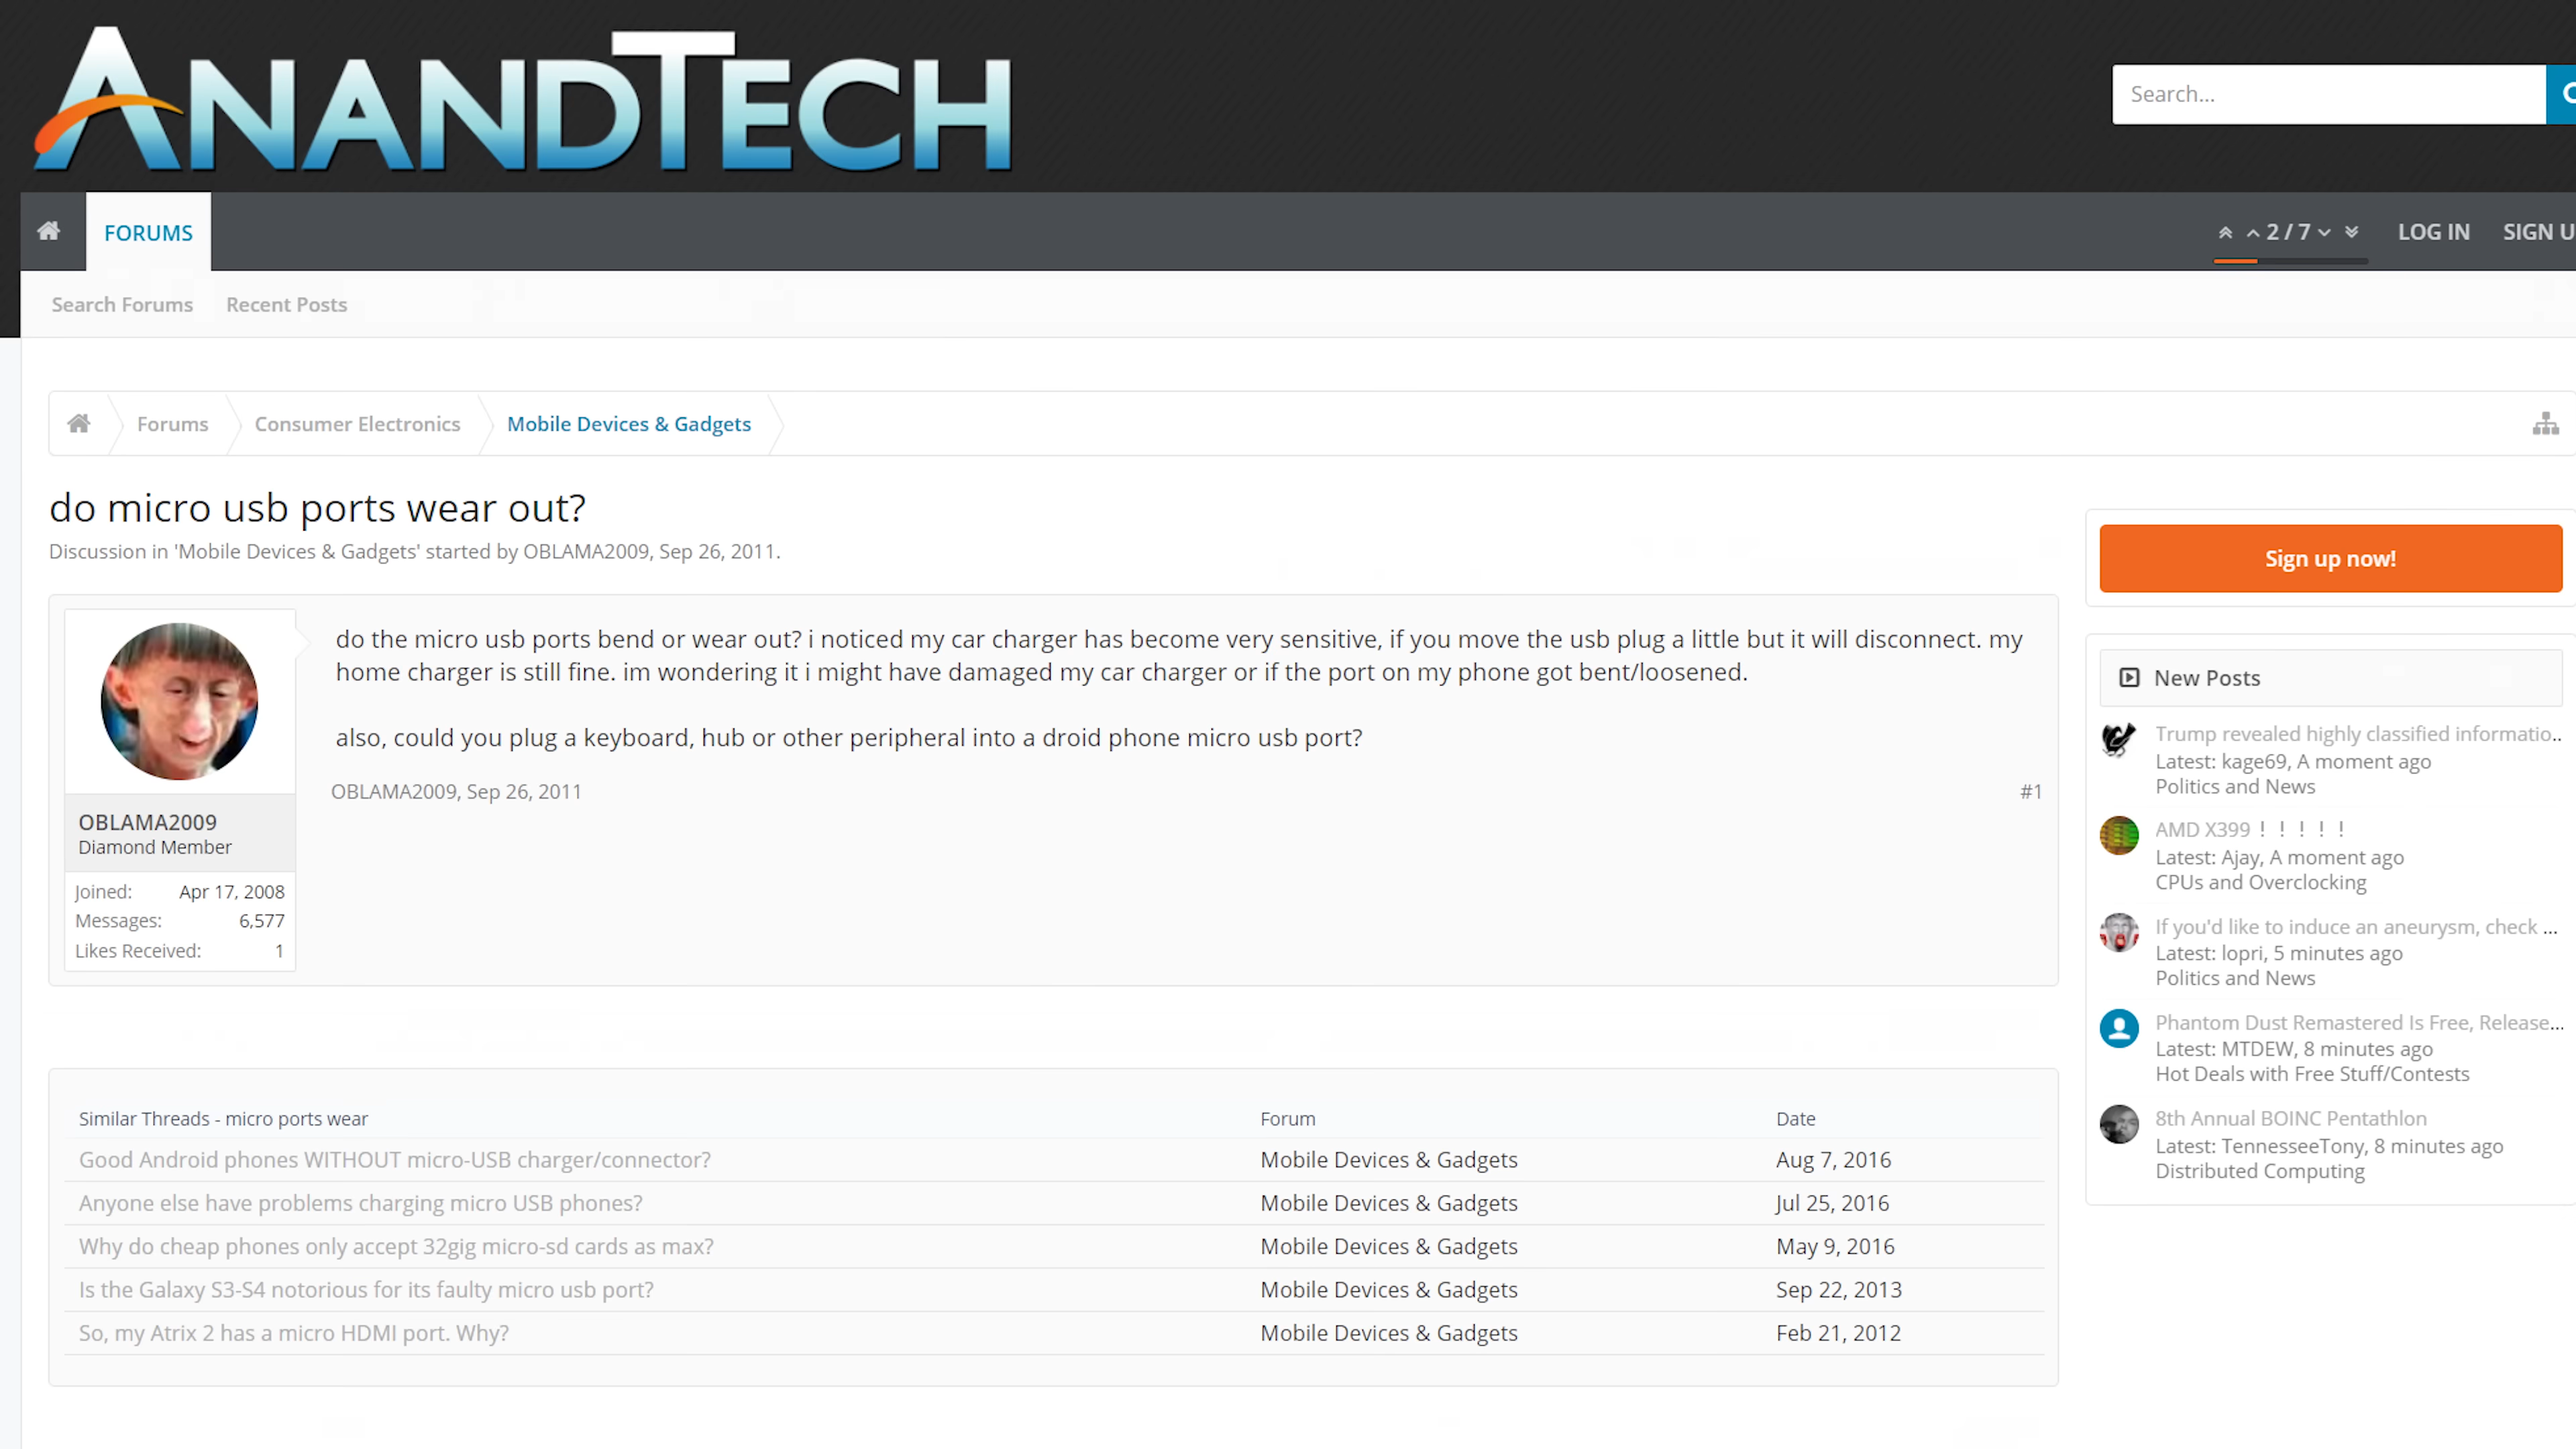 ANANDTECH
Search...
FORUMS
2 / 7
LOG IN
SIGN U
Search Forums
Recent Posts
Forums
Consumer Electronics
Mobile Devices & Gadgets
do micro usb ports wear out?
Discussion in 'Mobile Devices & Gadgets' started by OBLAMA2009, Sep 26, 2011.
do the micro usb ports bend or wear out? i noticed my car charger has become very sensitive, if you move the usb plug a little but it will disconnect. my
home charger is still fine. im wondering it i might have damaged my car charger or if the port on my phone got bent/loosened.
also, could you plug a keyboard, hub or other peripheral into a droid phone micro usb port?
OBLAMA2009, Sep 26, 2011
#1
OBLAMA2009
Diamond Member
Joined: Apr 17, 2008
Messages: 6,577
Likes Received: 1
Similar Threads - micro ports wear Forum Date
Good Android phones WITHOUT micro-USB charger/connector? Mobile Devices & Gadgets Aug 7, 2016
Anyone else have problems charging micro USB phones? Mobile Devices & Gadgets Jul 25, 2016
Why do cheap phones only accept 32gig micro-sd cards as max? Mobile Devices & Gadgets May 9, 2016
Is the Galaxy S3-S4 notorious for its faulty micro usb port? Mobile Devices & Gadgets Sep 22, 2013
So, my Atrix 2 has a micro HDMI port. Why? Mobile Devices & Gadgets Feb 21, 2012
Sign up now!
New Posts
Trump revealed highly classified informatio..
Latest: kage69, A moment ago
Politics and News
AMD X399！！！！！
Latest: Ajay, A moment ago
CPUs and Overclocking
If you'd like to induce an aneurysm, check ...
Latest: lopri, 5 minutes ago
Politics and News
Phantom Dust Remastered Is Free, Release...
Latest: MTDEW, 8 minutes ago
Hot Deals with Free Stuff/Contests
8th Annual BOINC Pentathlon
Latest: TennesseeTony, 8 minutes ago
Distributed Computing